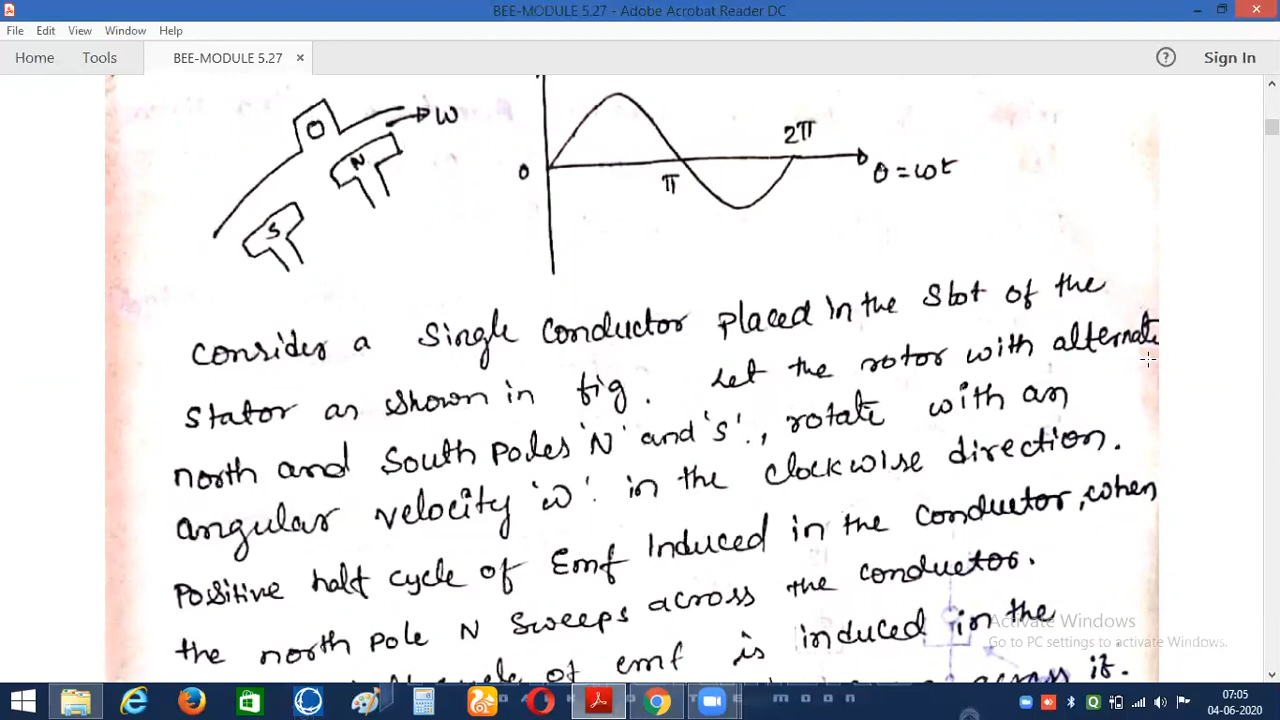 BEE-MODULE 5.27 - Adobe Acrobat Reader DC
File Edit View Window Help
Home Tools BEE-MODULE 5.27 × ? Sign In
ω
N
S
0
π
2π
θ = ωt
Consider a Single Conductor placed in the Slot of the
Stator as shown in fig. Let the rotor with alternate
north and South Poles 'N' and 'S'., rotate with an
angular velocity 'ω'. in the clockwise direction.
Positive half cycle of Emf Induced in the conductor, when
the north pole N Sweeps across the conductor.
of emf is induced in the
across it.
Activate Windows
Go to PC settings to activate Windows.
07:05
04-06-2020